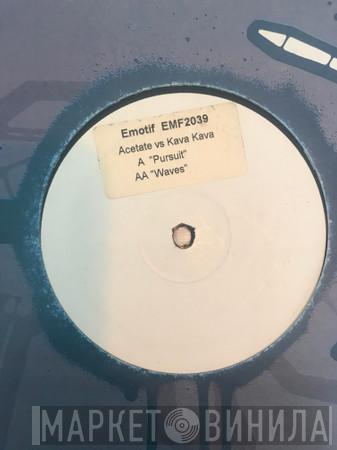 Emotif EMF2039
Acetate vs Kava Kava
A "Pursuit"
AA "Waves"
МАРКЕТ ВИНИЛА